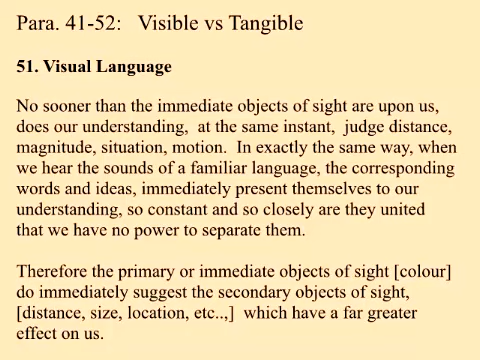 Para. 41-52:   Visible vs Tangible
51. Visual Language
No sooner than the immediate objects of sight are upon us,
does our understanding,  at the same instant,  judge distance,
magnitude, situation, motion.  In exactly the same way, when
we hear the sounds of a familiar language, the corresponding
words and ideas, immediately present themselves to our
understanding, so constant and so closely are they united
that we have no power to separate them.
Therefore the primary or immediate objects of sight [colour]
do immediately suggest the secondary objects of sight,
[distance, size, location, etc..,]  which have a far greater
effect on us.